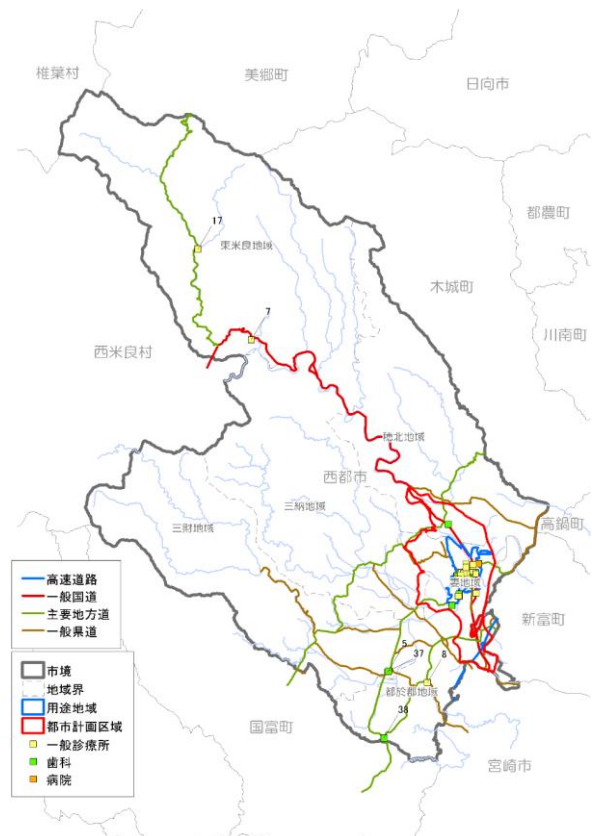 椎葉村
美郷町
日向市
都農町
17
東米良地域
木城町
川南町
7
西米良村
穂北地域
西都市
三納地域
三財地域
高鍋町
妻地域
新富町
5
37
8
都於郡地域
38
国富町
宮崎市
高速道路
一般国道
主要地方道
一般県道
市境
地域界
用途地域
都市計画区域
一般診療所
歯科
病院